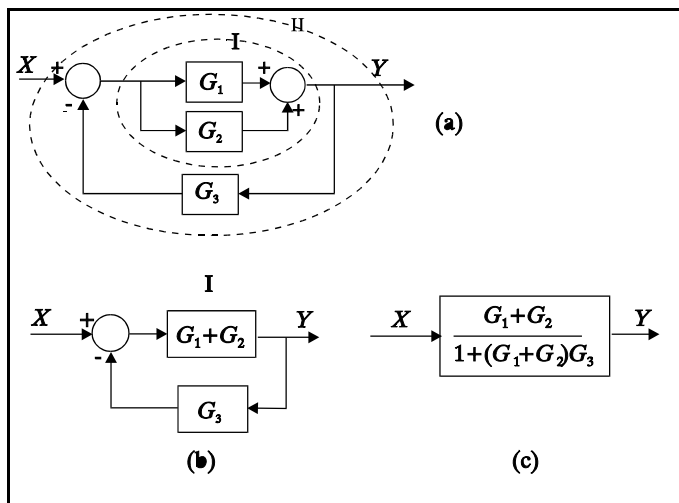 II
I
X + G₁ + Y
- G₂ +
(a)
G₃
I
X + G₁+G₂ Y
-
G₃
(b)
X G₁+G₂ Y
1+(G₁+G₂)G₃
(c)